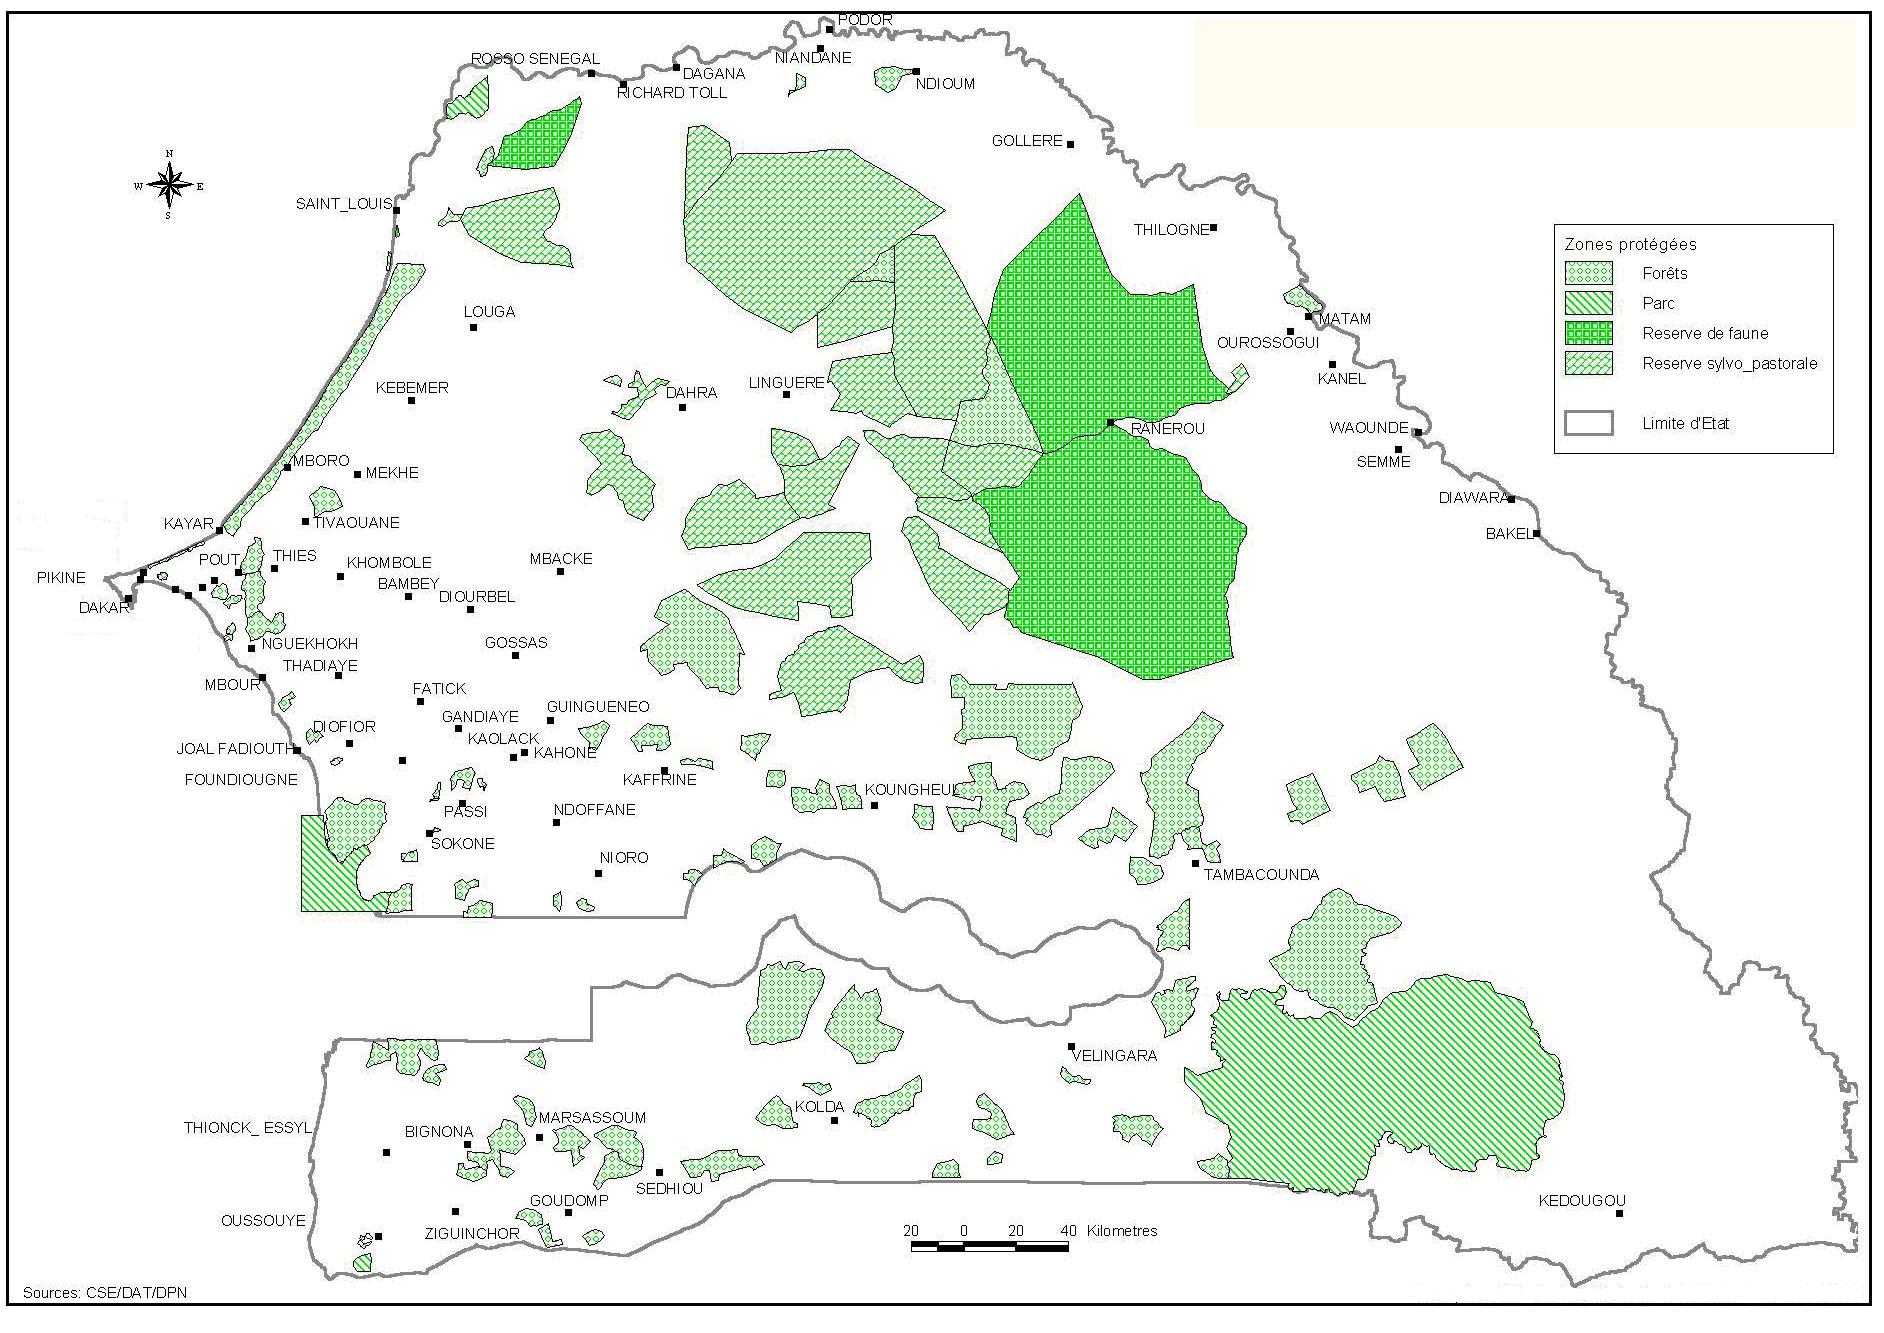 PODOR
ROSSO SENEGAL
NIANDANE
DAGANA
NDIOUM
RICHARD TOLL
GOLLERE
N
W
E
S
SAINT_LOUIS
THILOGNE
Zones protégées
Forêts
Parc
Reserve de faune
Reserve sylvo_pastorale
Limite d'Etat
LOUGA
MATAM
OUROSSOGUI
KEBEMER
DAHRA
LINGUERE
KANEL
RANEROU
WAOUNDE
MBORO
SEMME
MEKHE
DIAWARA
KAYAR
TIVAOUANE
BAKEL
POUT
THIES
KHOMBOLE
MBACKE
PIKINE
BAMBEY
DIOURBEL
DAKAR
NGUEKHOKH
GOSSAS
THADIAYE
MBOUR
FATICK
GUINGUENEO
GANDIAYE
DIOFIOR
KAOLACK
JOAL FADIOUTH
KAHONE
FOUNDIOUGNE
KAFFRINE
KOUNGHEUL
PASSI
NDOFFANE
SOKONE
NIORO
TAMBACOUNDA
VELINGARA
KOLDA
THIONCK_ ESSYL
MARSASSOUM
BIGNONA
SEDHIOU
GOUDOMP
KEDOUGOU
OUSSOUYE
ZIGUINCHOR
20 0 20 40 Kilometres
Sources: CSE/DAT/DPN